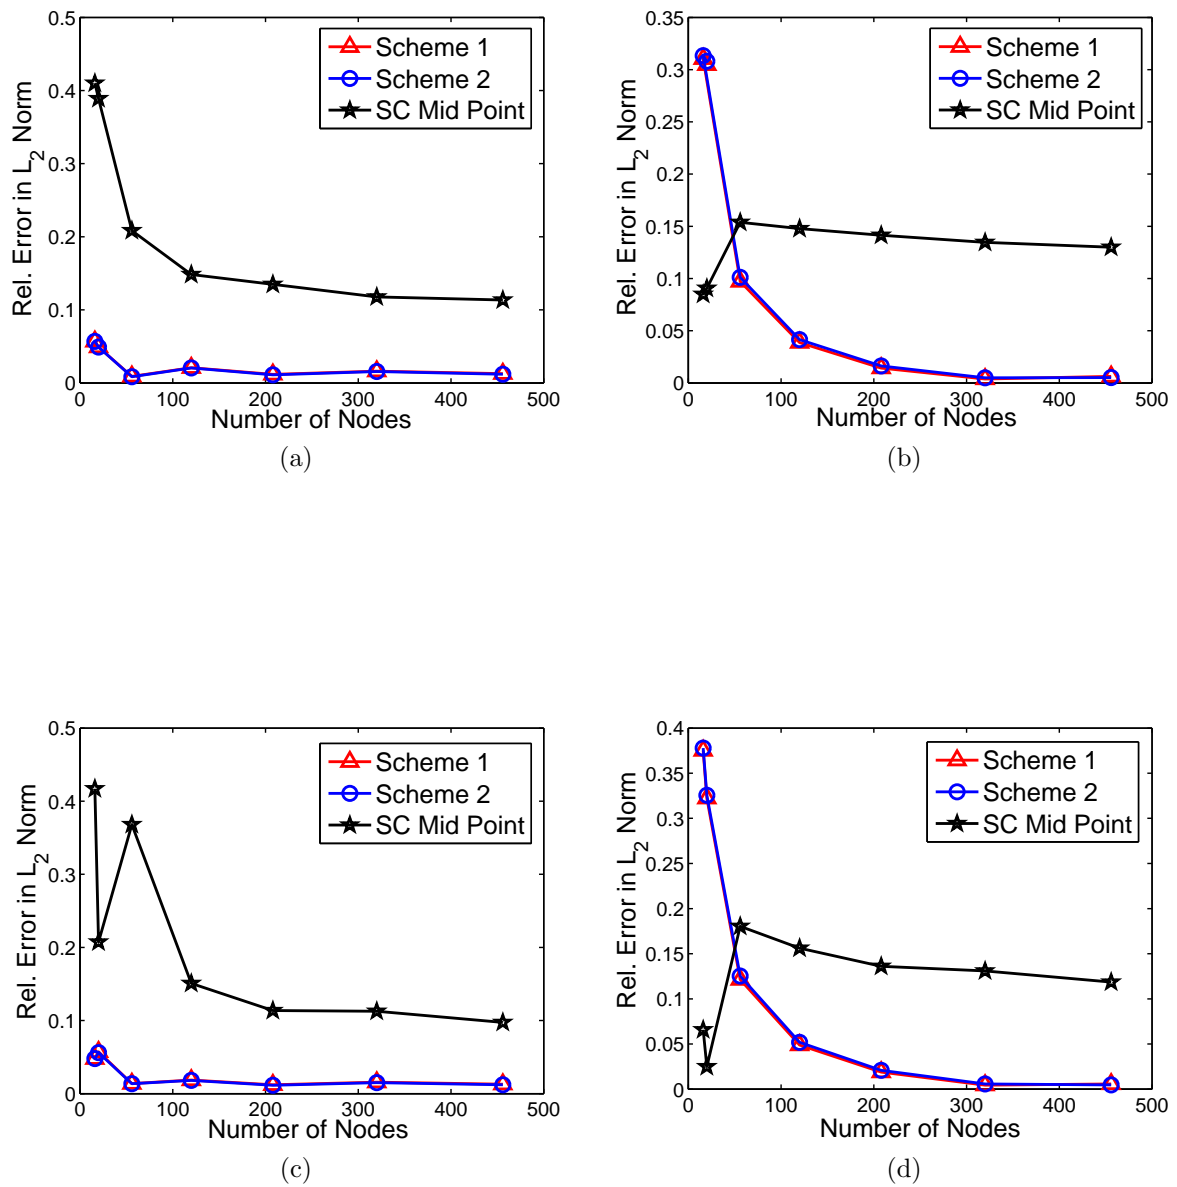 0.5
0.4
0.3
0.2
0.1
0
0 100 200 300 400 500
Rel. Error in L2 Norm
Number of Nodes
Scheme 1
Scheme 2
SC Mid Point
(a)
0.35
0.3
0.25
0.2
0.15
0.1
0.05
0
0 100 200 300 400 500
Rel. Error in L2 Norm
Number of Nodes
Scheme 1
Scheme 2
SC Mid Point
(b)
0.5
0.4
0.3
0.2
0.1
0
0 100 200 300 400 500
Rel. Error in L2 Norm
Number of Nodes
Scheme 1
Scheme 2
SC Mid Point
(c)
0.4
0.35
0.3
0.25
0.2
0.15
0.1
0.05
0
0 100 200 300 400 500
Rel. Error in L2 Norm
Number of Nodes
Scheme 1
Scheme 2
SC Mid Point
(d)